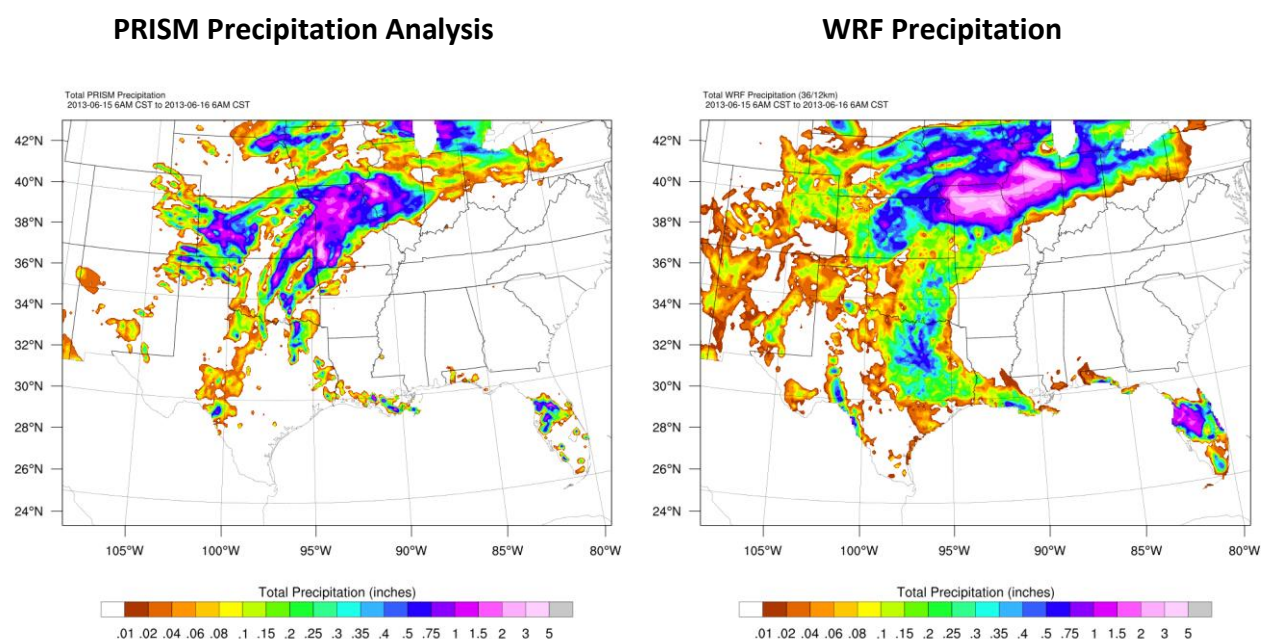 PRISM Precipitation Analysis
WRF Precipitation
Total PRISM Precipitation
2013-06-15 6AM CST to 2013-06-16 6AM CST
42°N
40°N
38°N
36°N
34°N
32°N
30°N
28°N
26°N
24°N
105°W 100°W 95°W 90°W 85°W 80°W
Total Precipitation (inches)
.01 .02 .04 .06 .08 .1 .15 .2 .25 .3 .35 .4 .5 .75 1 1.5 2 3 5
Total WRF Precipitation (36/12km)
2013-06-15 6AM CST to 2013-06-16 6AM CST
42°N
40°N
38°N
36°N
34°N
32°N
30°N
28°N
26°N
24°N
105°W 100°W 95°W 90°W 85°W 80°W
Total Precipitation (inches)
.01 .02 .04 .06 .08 .1 .15 .2 .25 .3 .35 .4 .5 .75 1 1.5 2 3 5